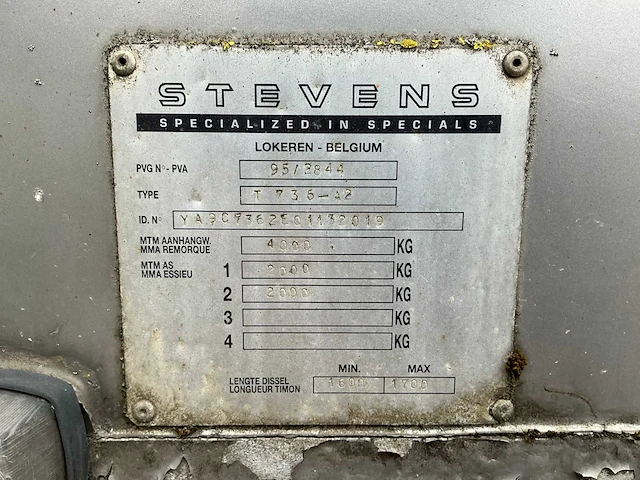 STEVENS
SPECIALIZED IN SPECIALS
LOKEREN - BELGIUM
PVG N° - PVA 95/2844
TYPE T 736-A2
ID. N°
MTM AANHANGW. 4000 KG
MMA REMORQUE
MTM AS 1 2000 KG
MMA ESSIEU
2 2000 KG
3 KG
4 KG
MIN. MAX
LENGTE DISSEL 1600 1700
LONGUEUR TIMON